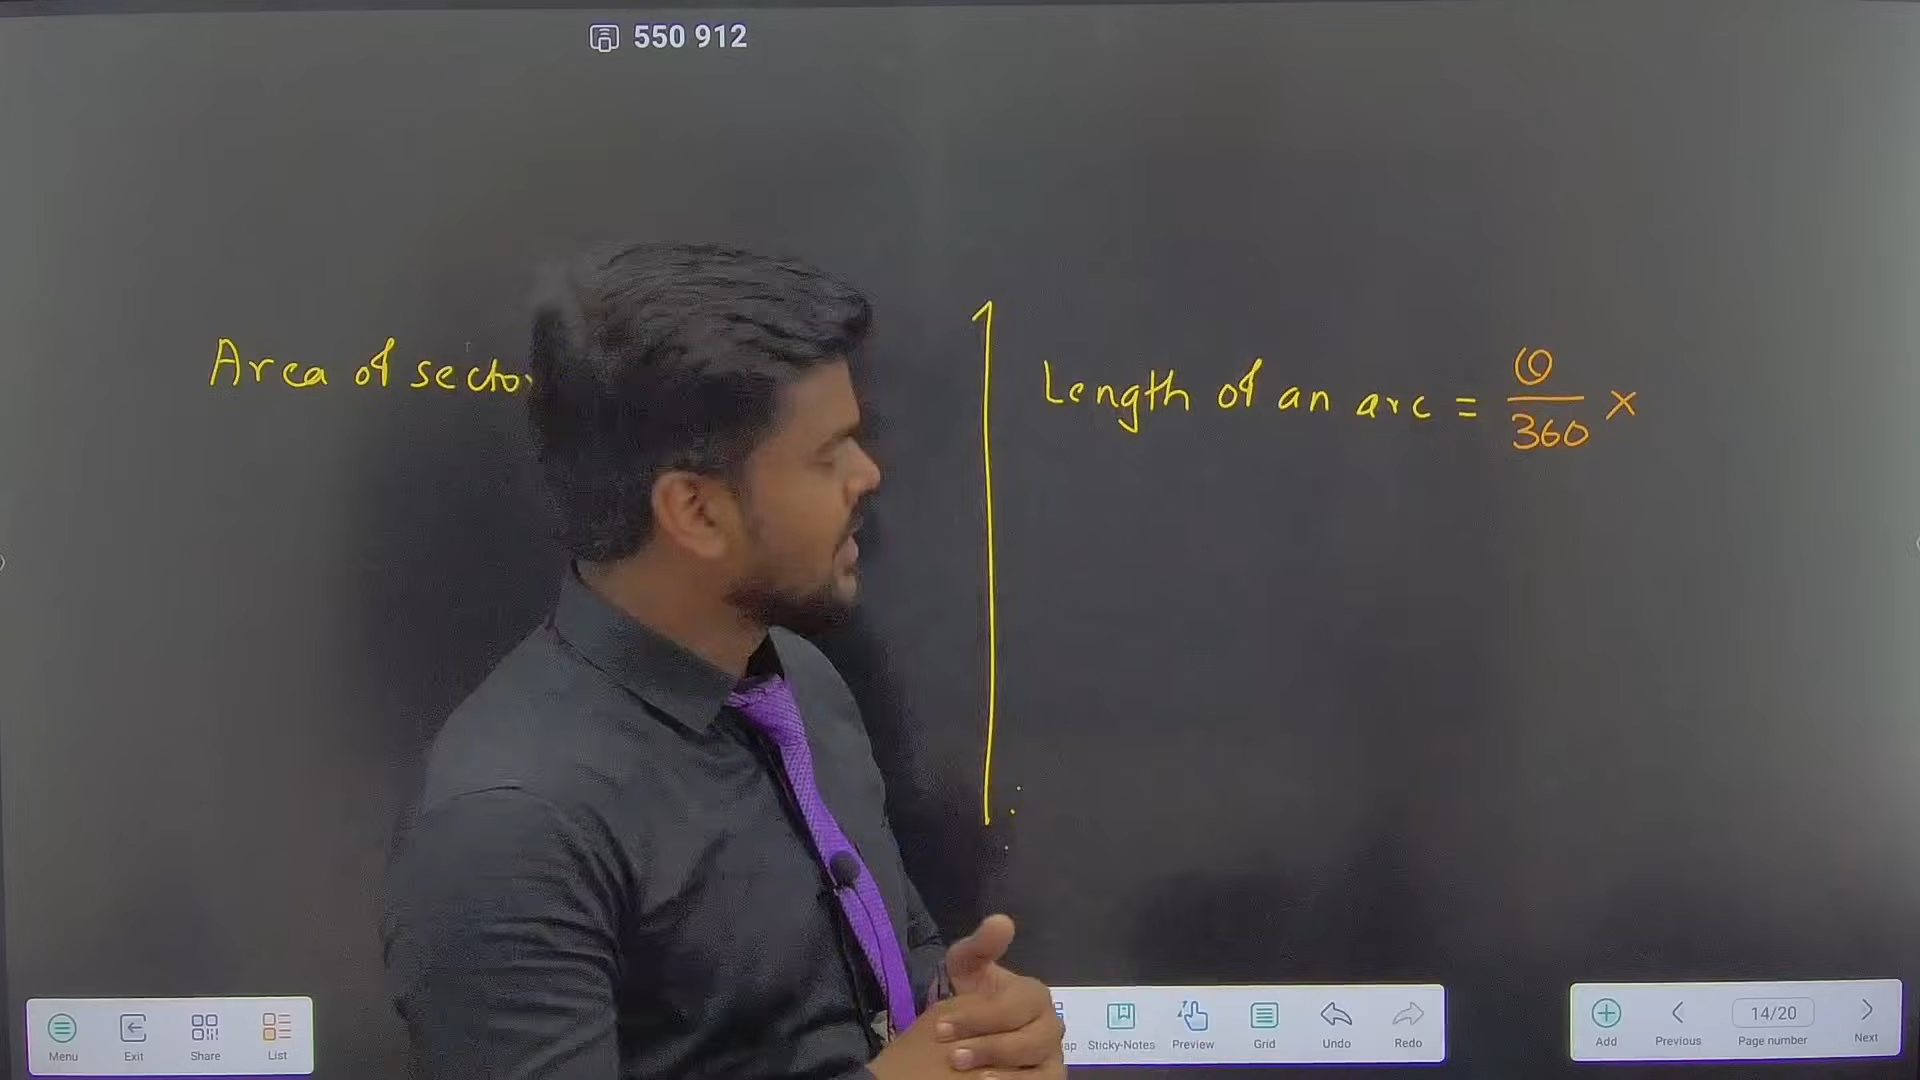 550 912
Area of sector
Length of an arc = θ/360 ×
Menu
Exit
Share
List
Sticky-Notes
Preview
Grid
Undo
Redo
Add
Previous
14/20
Page number
Next